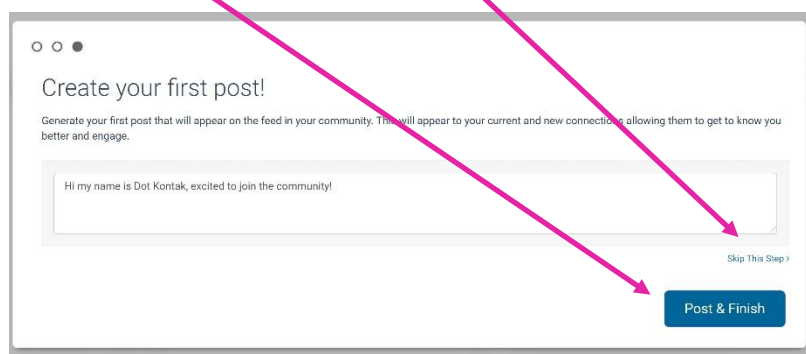 Create your first post!
Generate your first post that will appear on the feed in your community. This will appear to your current and new connections allowing them to get to know you
better and engage.
Hi my name is Dot Kontak, excited to join the community!
Skip This Step >
Post & Finish